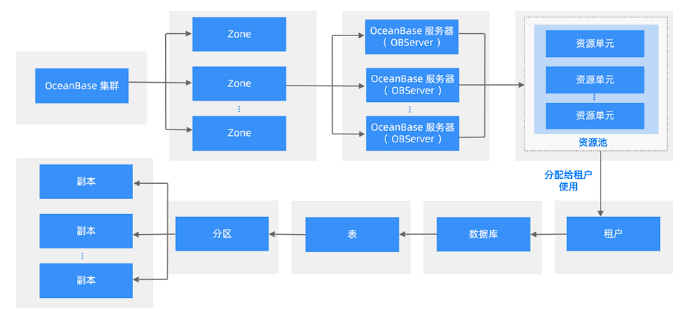 OceanBase 集群
Zone
Zone
⋮
Zone
OceanBase 服务器
( OBServer )
OceanBase 服务器
( OBServer )
⋮
OceanBase 服务器
( OBServer )
资源单元
资源单元
⋮
资源单元
资源池
分配给租户
使用
租户
数据库
表
分区
副本
副本
⋮
副本